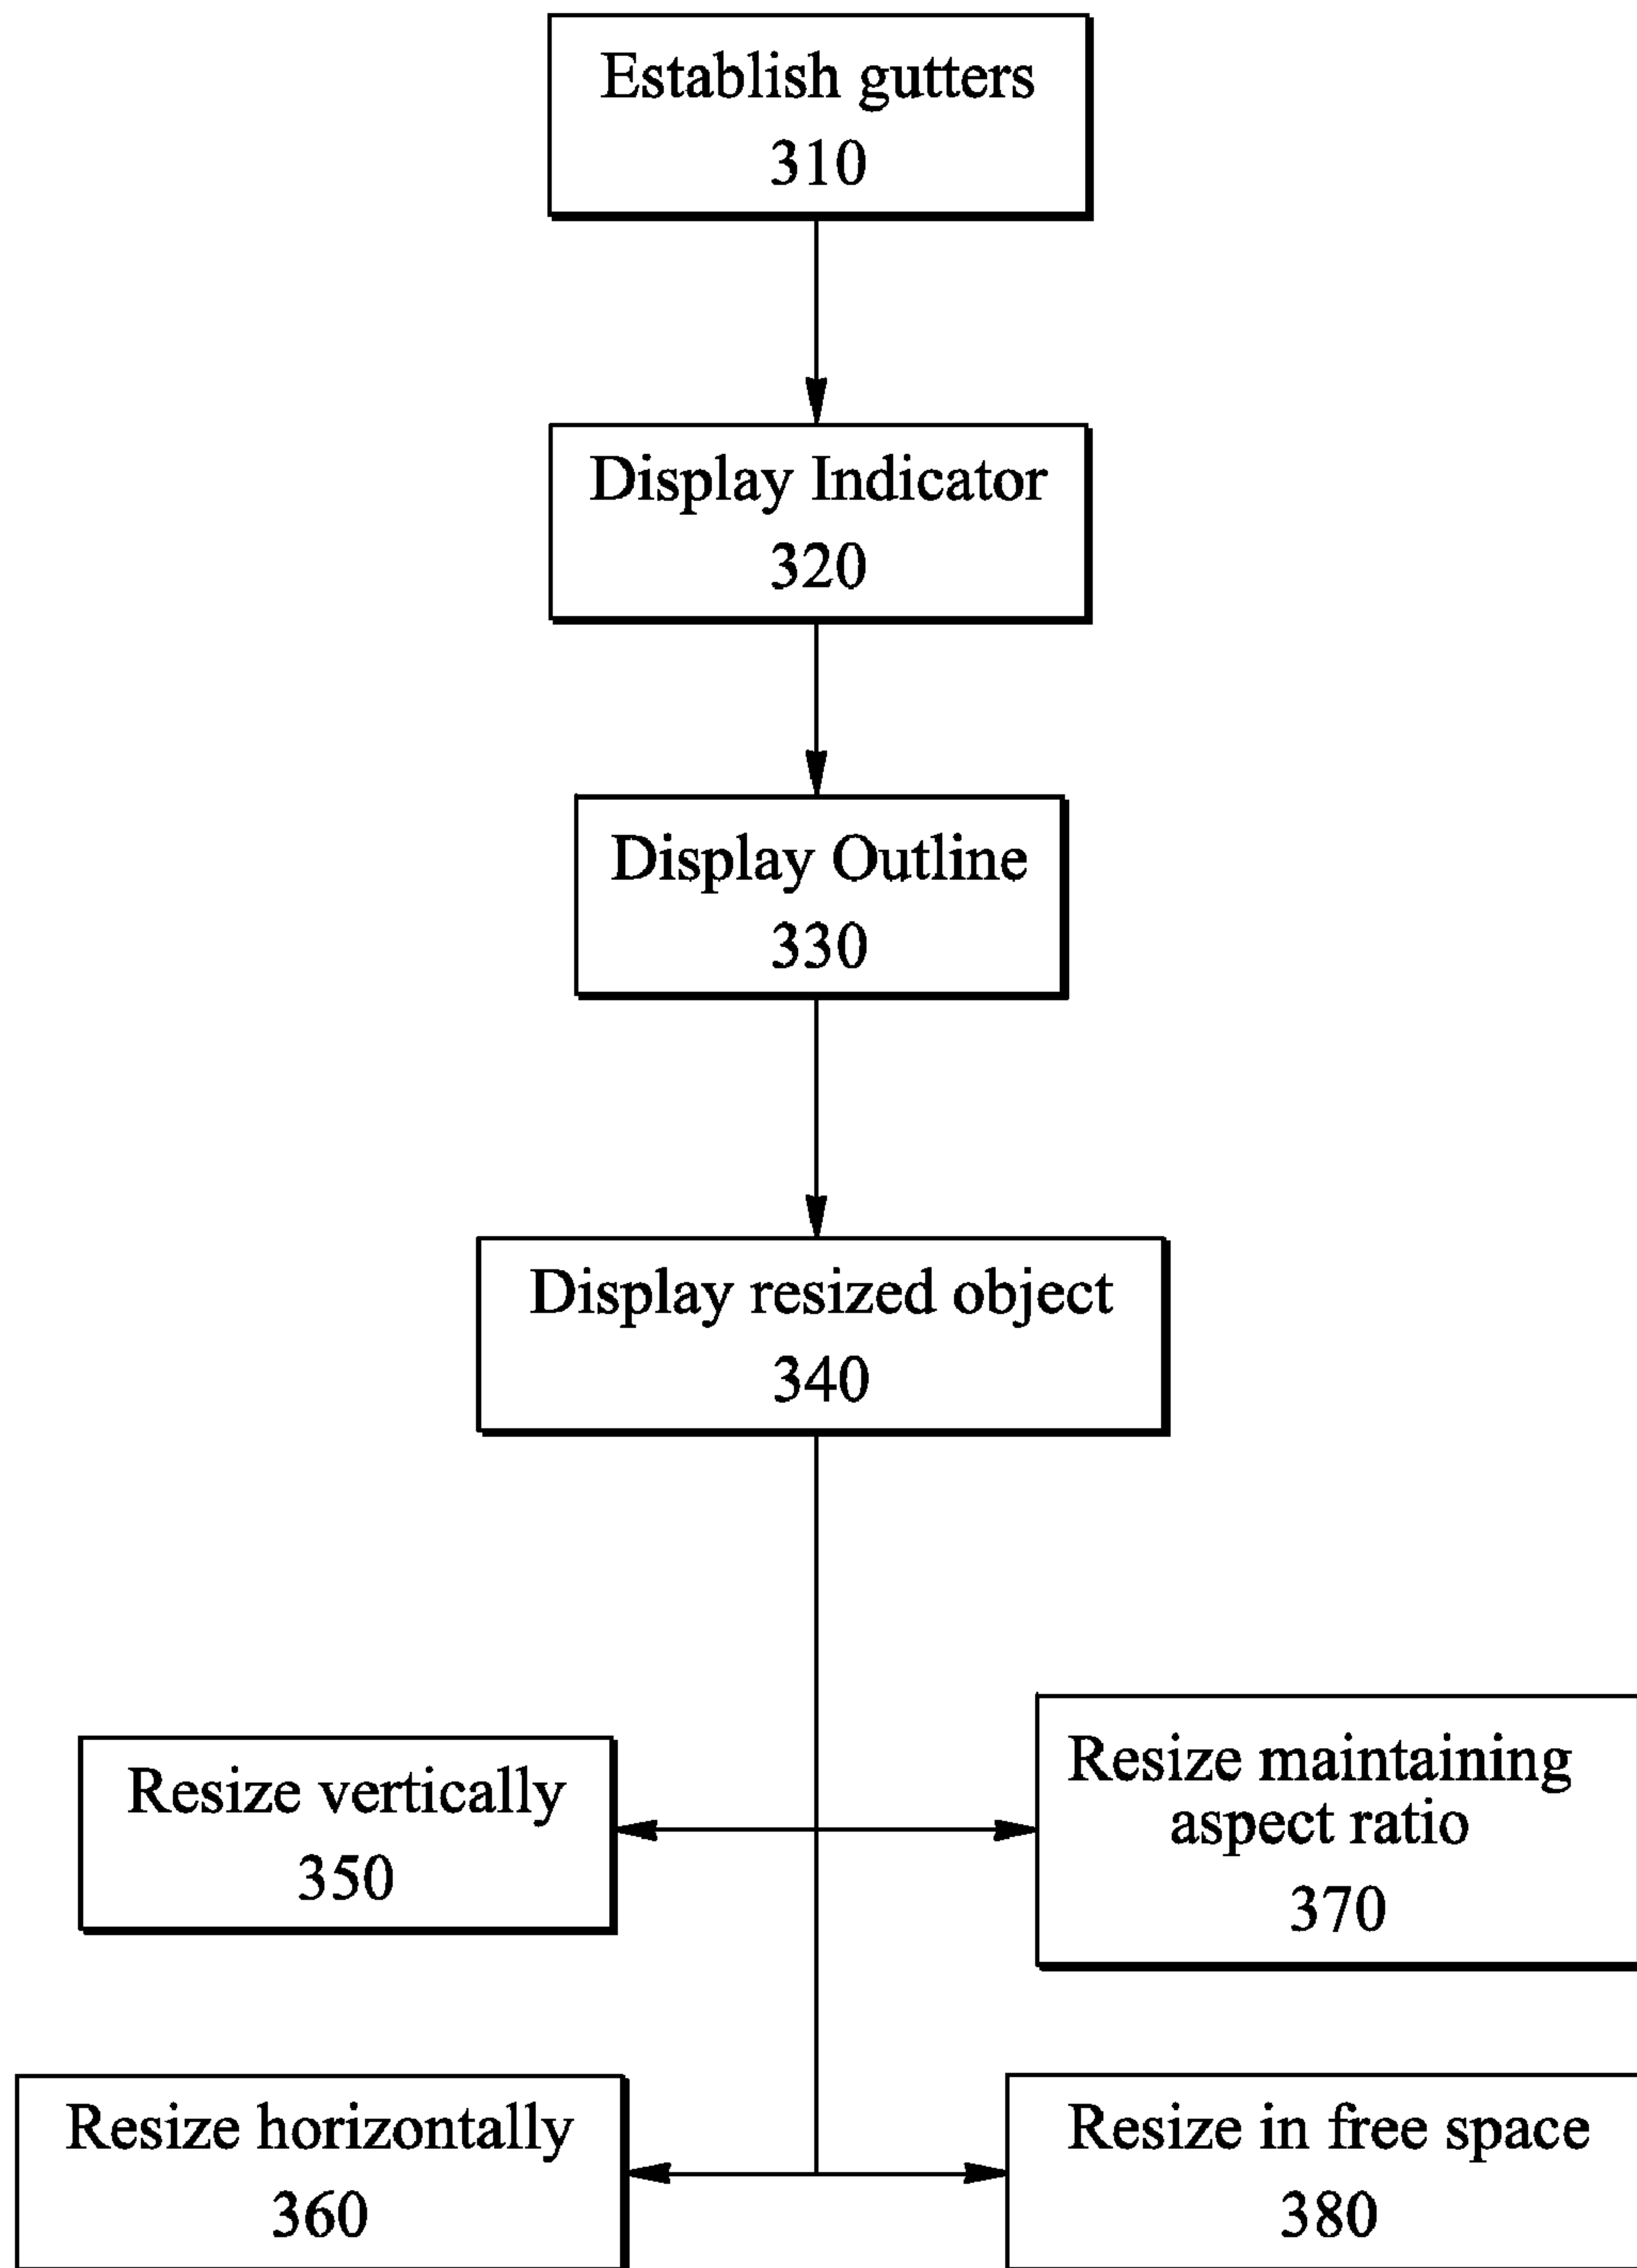 Establish gutters
310
Display Indicator
320
Display Outline
330
Display resized object
340
Resize vertically
350
Resize maintaining
aspect ratio
370
Resize horizontally
360
Resize in free space
380